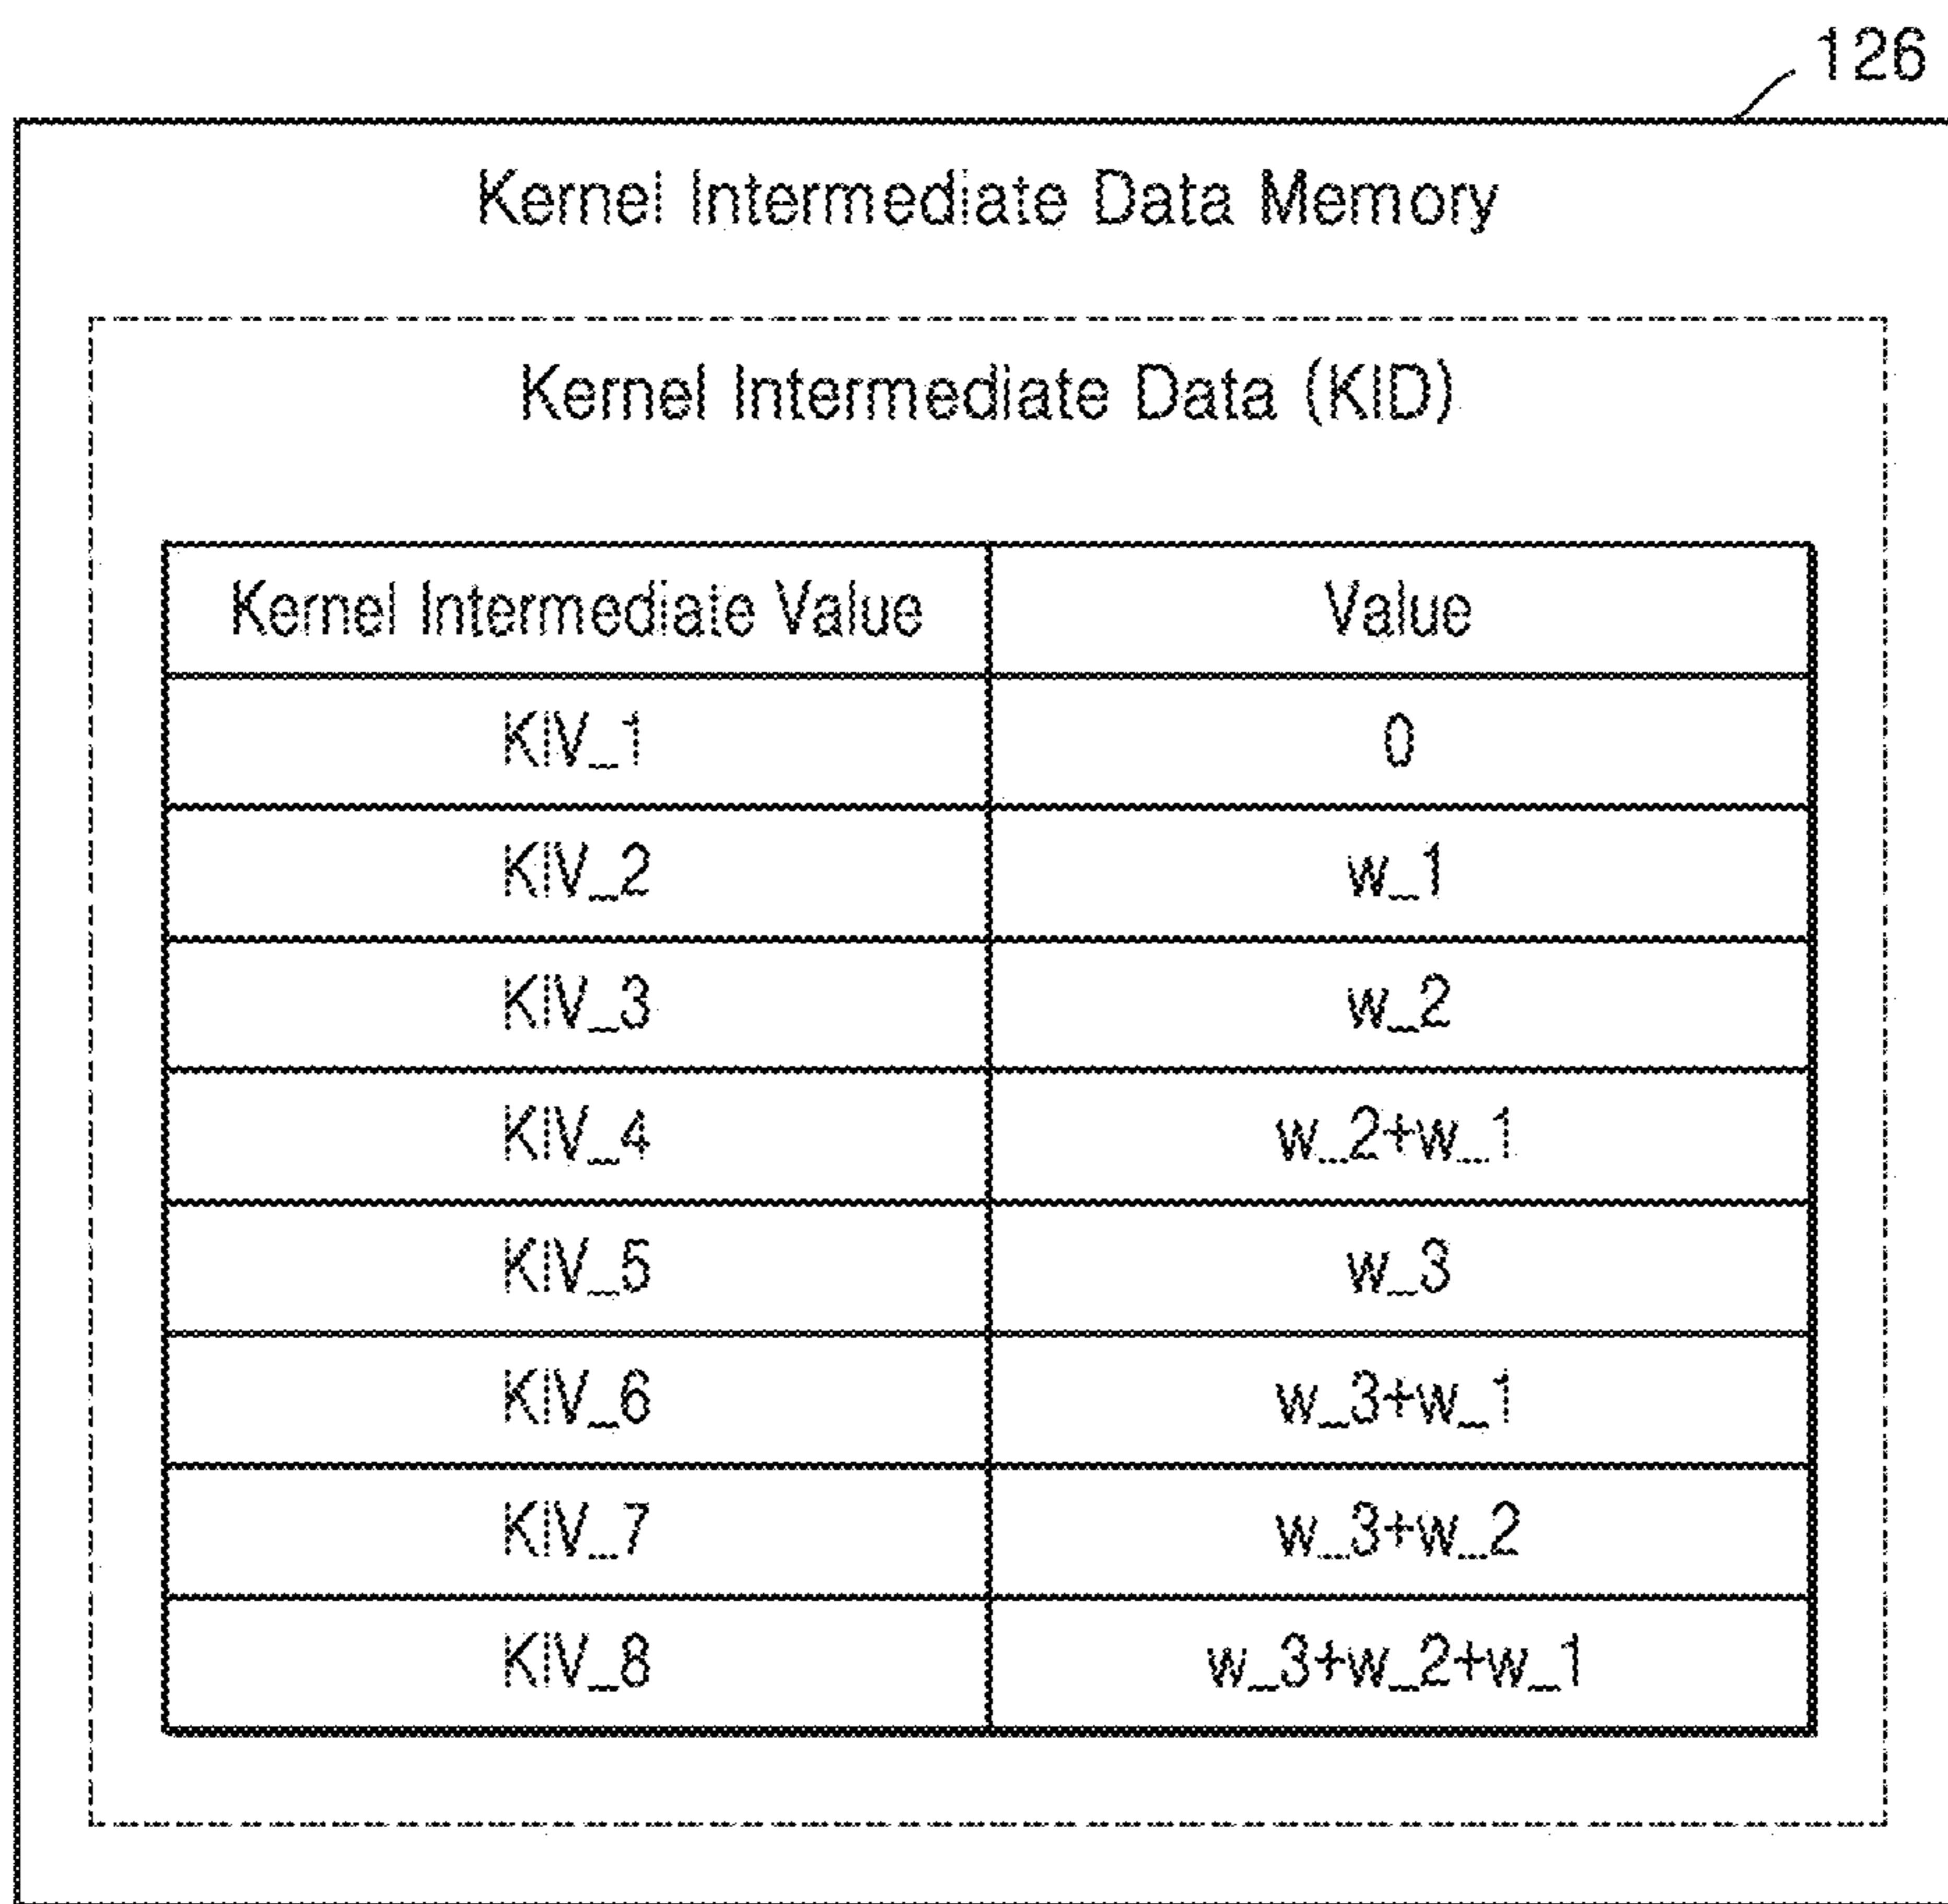 126
Kernel Intermediate Data Memory
Kernel Intermediate Data (KID)
Kernel Intermediate Value Value
KIV_1 0
KIV_2 w_1
KIV_3 w_2
KIV_4 w_2+w_1
KIV_5 w_3
KIV_6 w_3+w_1
KIV_7 w_3+w_2
KIV_8 w_3+w_2+w_1